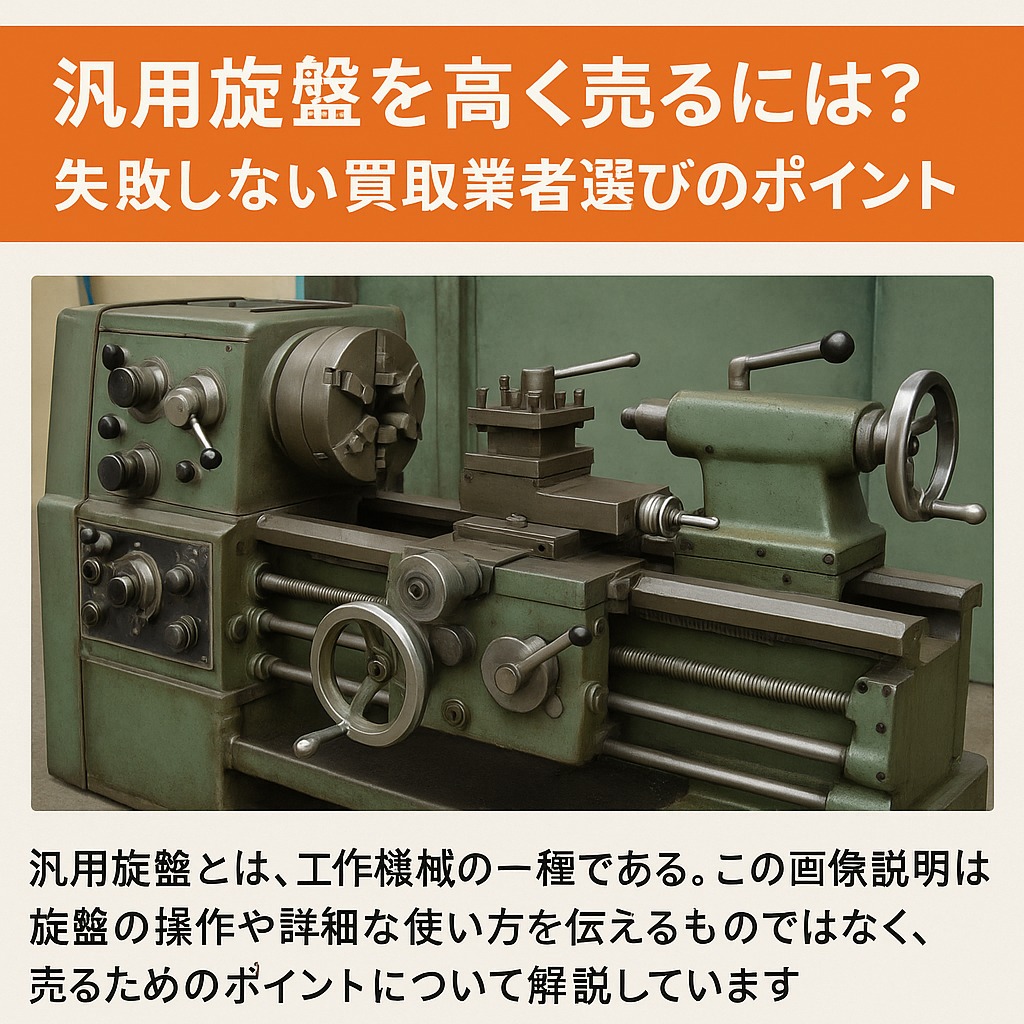 汎用旋盤を高く売るには?
失敗しない買取業者選びのポイント
汎用旋盤とは、工作機械の一種である。この画像説明は
旋盤の操作や詳細な使い方を伝えるものではなく、
売るためのポイントについて解説しています